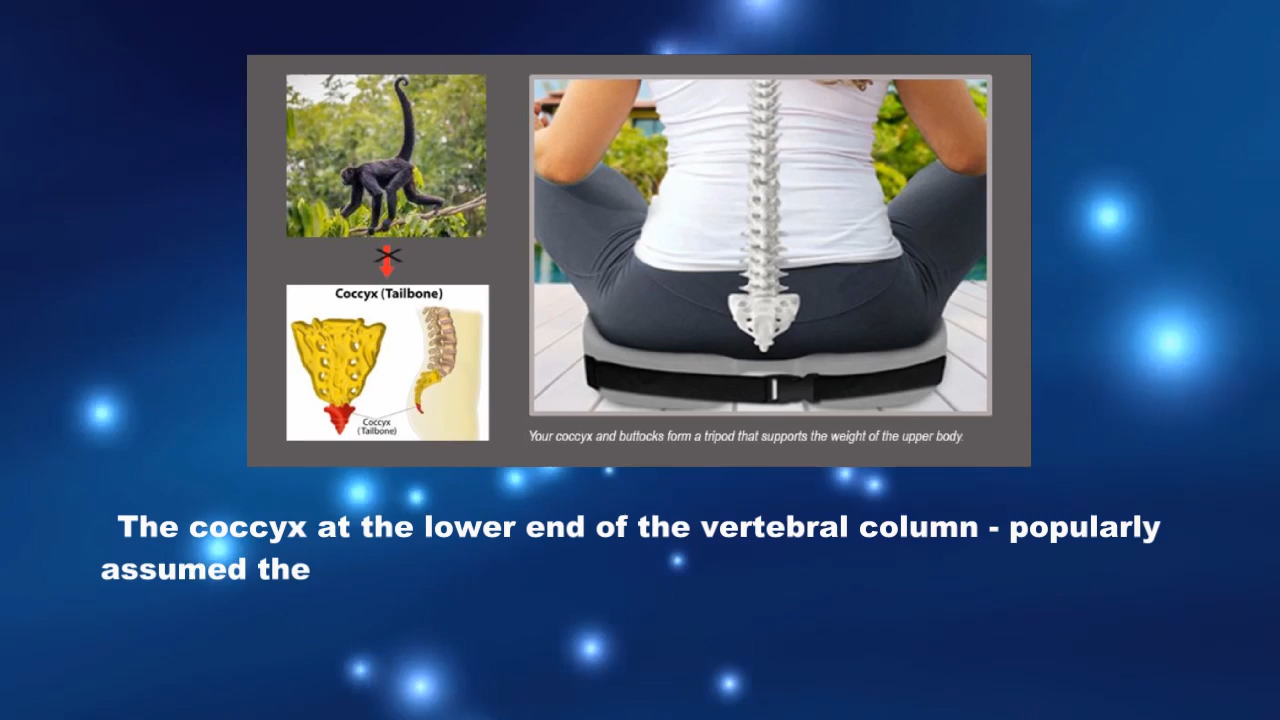 Coccyx (Tailbone)
Coccyx
(Tailbone)
Your coccyx and buttocks form a tripod that supports the weight of the upper body.
The coccyx at the lower end of the vertebral column - popularly
assumed the